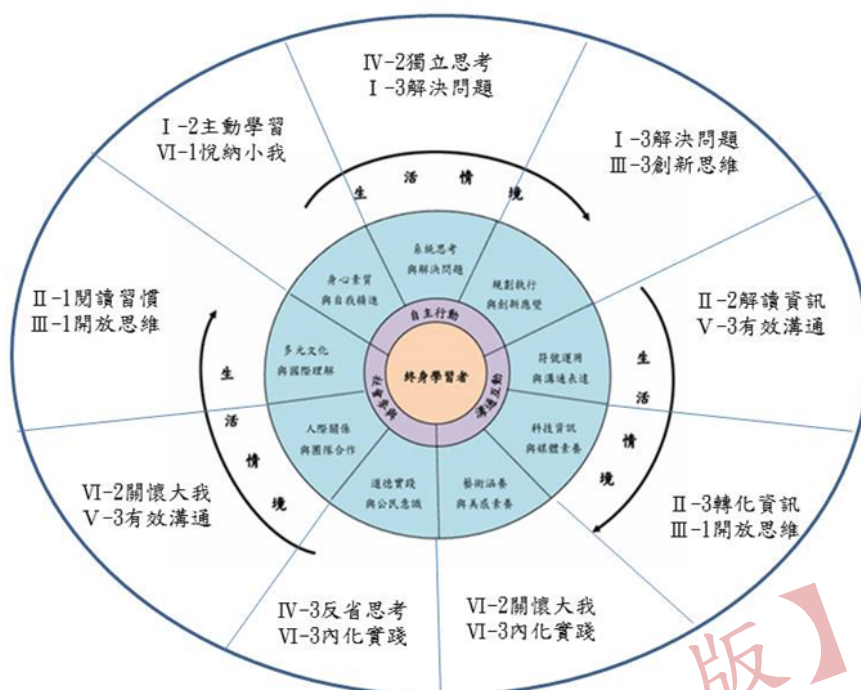 IV-2獨立思考
I-3解決問題
I-2主動學習
VI-1悅納小我
I-3解決問題
III-3創新思維
生活情境
系統思考
與解決問題
身心素質
與自我精進
規劃執行
與創新應變
II-1閱讀習慣
III-1開放思維
II-2解讀資訊
V-3有效溝通
自主行動
多元文化
與國際理解
符號運用
與溝通表達
生活情境
終身學習者
生活情境
社會參與
溝通互動
人際關係
與團隊合作
科技資訊
與媒體素養
道德實踐
與公民意識
藝術涵養
與美感素養
VI-2關懷大我
V-3有效溝通
II-3轉化資訊
III-1開放思維
IV-3反省思考
VI-3內化實踐
VI-2關懷大我
VI-3內化實踐
版】